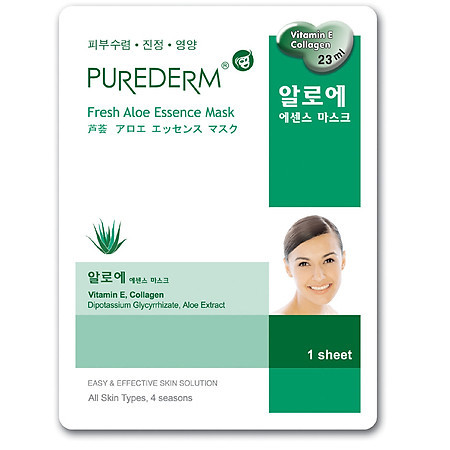 피부수렴 • 진정 • 영양
PUREDERM®
Fresh Aloe Essence Mask
芦荟 アロエ エッセンス マスク
Vitamin E
Collagen
23ml
알로에
에센스 마스크
알로에 에센스 마스크
Vitamin E, Collagen
Dipotassium Glycyrrhizate, Aloe Extract
1 sheet
EASY & EFFECTIVE SKIN SOLUTION
All Skin Types, 4 seasons